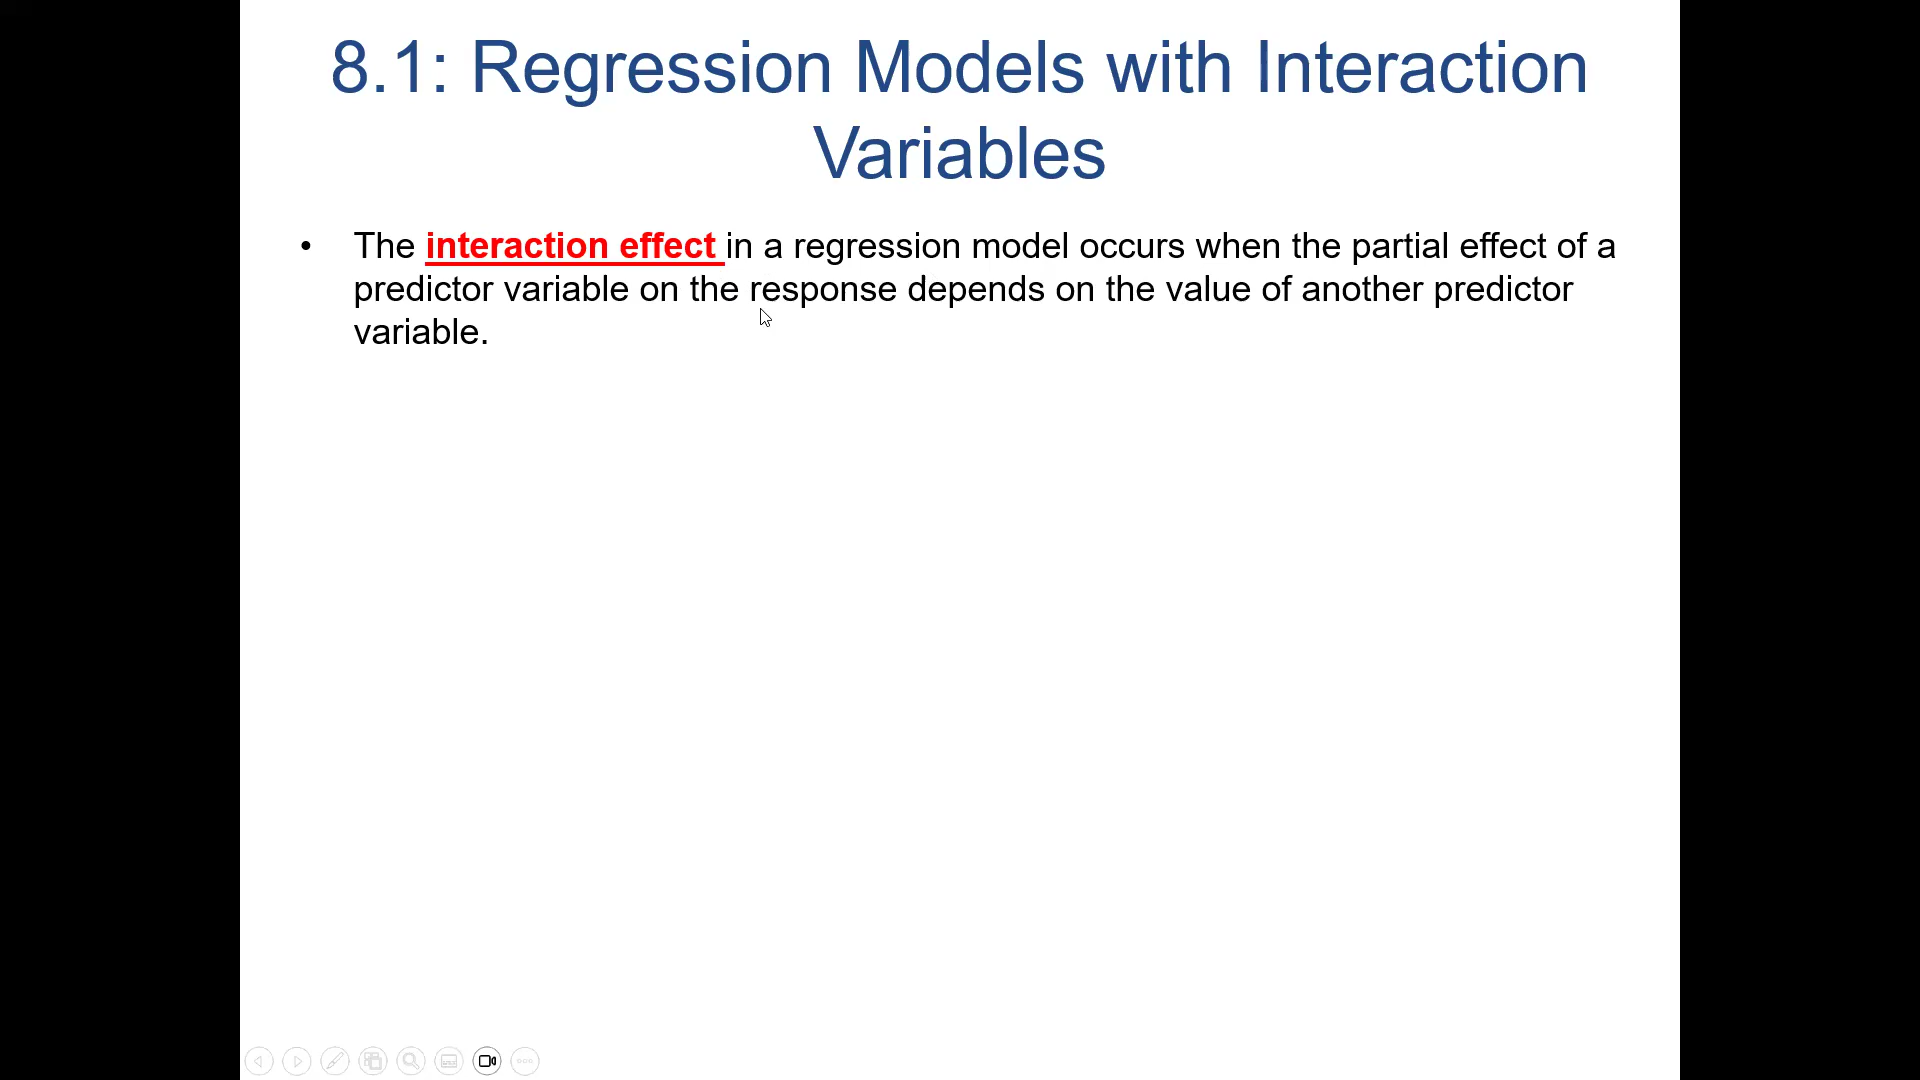 8.1: Regression Models with Interaction
Variables
• The interaction effect in a regression model occurs when the partial effect of a
predictor variable on the response depends on the value of another predictor
variable.